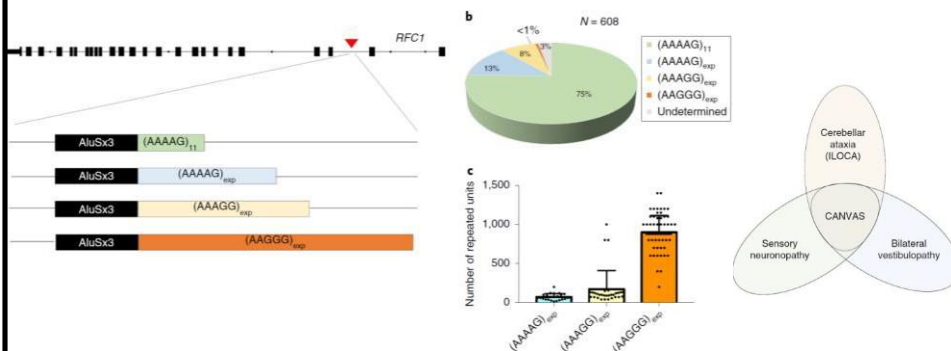 RFC1
AluSx3 (AAAAG)11
AluSx3 (AAAAG)exp
AluSx3 (AAAGG)exp
AluSx3 (AAGGG)exp
b
N = 608
<1%
3%
8%
13%
75%
(AAAAG)11
(AAAAG)exp
(AAAGG)exp
(AAGGG)exp
Undetermined
c
Number of repeated units
1,500
1,000
500
0
(AAAAG)exp
(AAAGG)exp
(AAGGG)exp
Cerebellar
ataxia
(ILOCA)
CANVAS
Sensory
neuronopathy
Bilateral
vestibulopathy